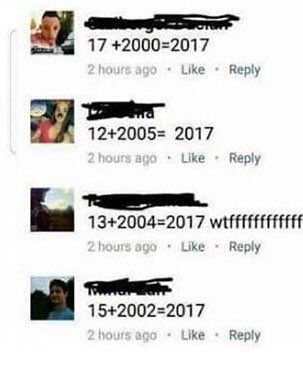 17 +2000=2017
2 hours ago · Like · Reply
12+2005= 2017
2 hours ago · Like · Reply
13+2004=2017 wtffffffffffff
2 hours ago · Like · Reply
15+2002=2017
2 hours ago · Like · Reply